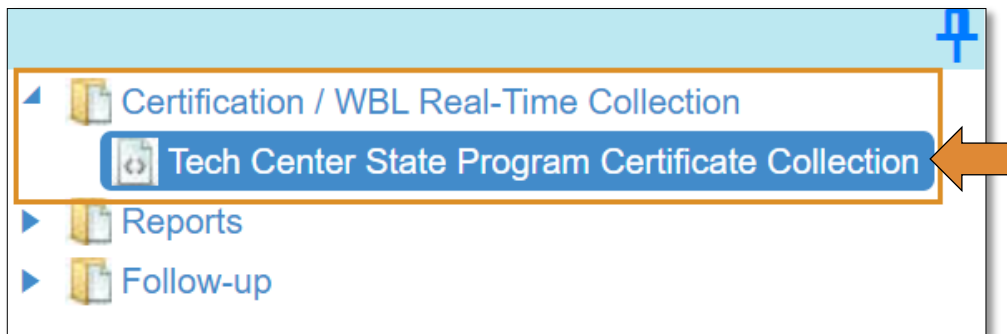 Certification / WBL Real-Time Collection
Tech Center State Program Certificate Collection
Reports
Follow-up